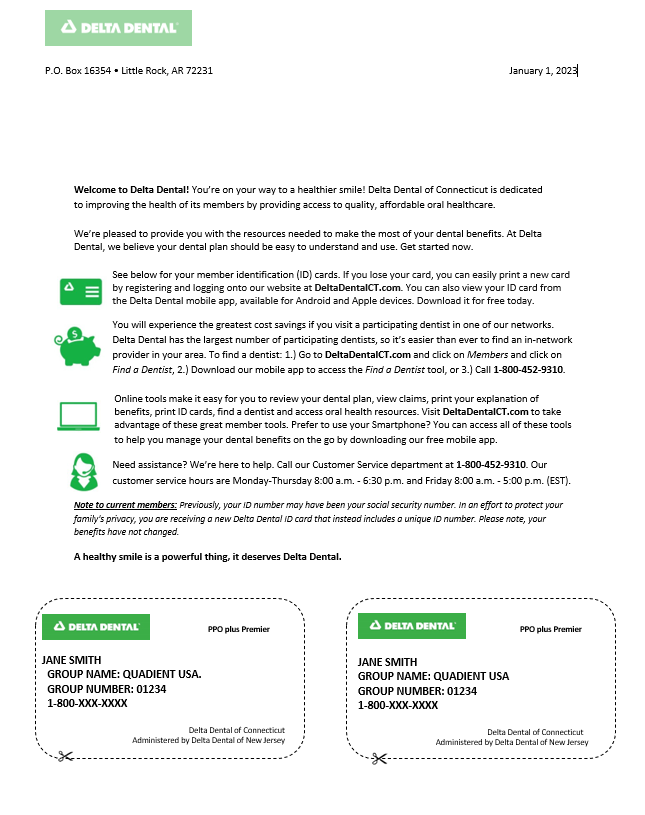 DELTA DENTAL
P.O. Box 16354 • Little Rock, AR 72231
January 1, 2023
Welcome to Delta Dental! You're on your way to a healthier smile! Delta Dental of Connecticut is dedicated
to improving the health of its members by providing access to quality, affordable oral healthcare.
We're pleased to provide you with the resources needed to make the most of your dental benefits. At Delta
Dental, we believe your dental plan should be easy to understand and use. Get started now.
See below for your member identification (ID) cards. If you lose your card, you can easily print a new card
by registering and logging onto our website at DeltaDentalCT.com. You can also view your ID card from
the Delta Dental mobile app, available for Android and Apple devices. Download it for free today.
$
You will experience the greatest cost savings if you visit a participating dentist in one of our networks.
Delta Dental has the largest number of participating dentists, so it's easier than ever to find an in-network
provider in your area. To find a dentist: 1.) Go to DeltaDentalCT.com and click on Members and click on
Find a Dentist, 2.) Download our mobile app to access the Find a Dentist tool, or 3.) Call 1-800-452-9310.
Online tools make it easy for you to review your dental plan, view claims, print your explanation of
benefits, print ID cards, find a dentist and access oral health resources. Visit DeltaDentalCT.com to take
advantage of these great member tools. Prefer to use your Smartphone? You can access all of these tools
to help you manage your dental benefits on the go by downloading our free mobile app.
Need assistance? We're here to help. Call our Customer Service department at 1-800-452-9310. Our
customer service hours are Monday-Thursday 8:00 a.m. - 6:30 p.m. and Friday 8:00 a.m. - 5:00 p.m. (EST).
Note to current members: Previously, your ID number may have been your social security number. In an effort to protect your
family's privacy, you are receiving a new Delta Dental ID card that instead includes a unique ID number. Please note, your
benefits have not changed.
A healthy smile is a powerful thing, it deserves Delta Dental.
DELTA DENTAL
PPO plus Premier
JANE SMITH
GROUP NAME: QUADIENT USA.
GROUP NUMBER: 01234
1-800-XXX-XXXX
Delta Dental of Connecticut
Administered by Delta Dental of New Jersey
DELTA DENTAL
PPO plus Premier
JANE SMITH
GROUP NAME: QUADIENT USA
GROUP NUMBER: 01234
1-800-XXX-XXXX
Delta Dental of Connecticut
Administered by Delta Dental of New Jersey